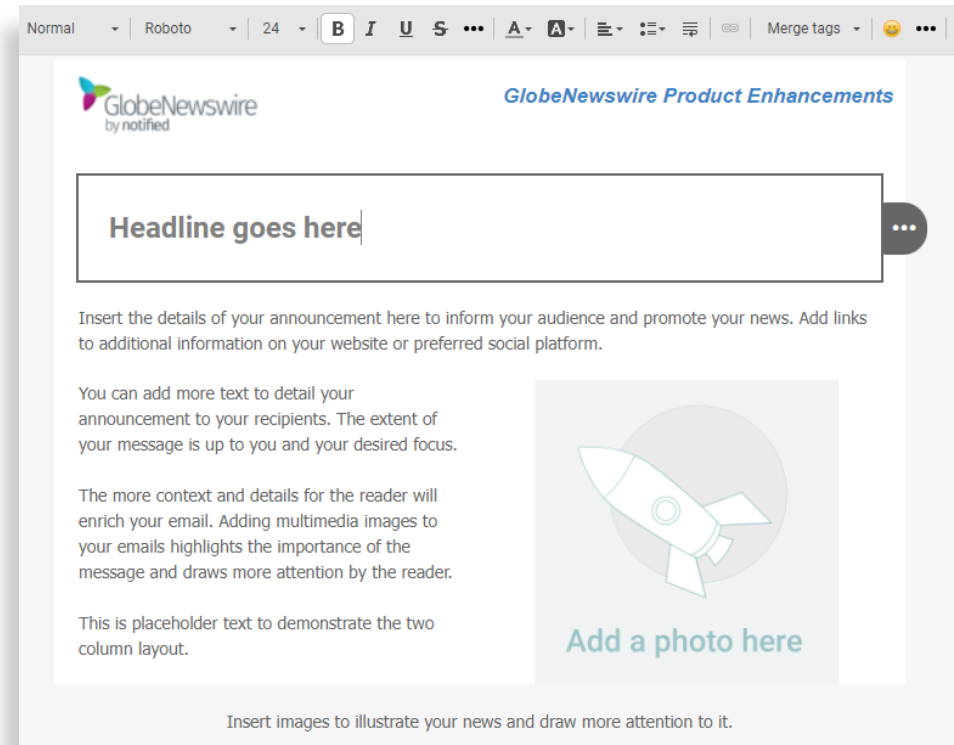 Normal Roboto 24 B I U S A A Merge tags
GlobeNewswire
by notified
GlobeNewswire Product Enhancements
Headline goes here
Insert the details of your announcement here to inform your audience and promote your news. Add links
to additional information on your website or preferred social platform.
You can add more text to detail your
announcement to your recipients. The extent of
your message is up to you and your desired focus.
The more context and details for the reader will
enrich your email. Adding multimedia images to
your emails highlights the importance of the
message and draws more attention by the reader.
This is placeholder text to demonstrate the two
column layout.
Add a photo here
Insert images to illustrate your news and draw more attention to it.